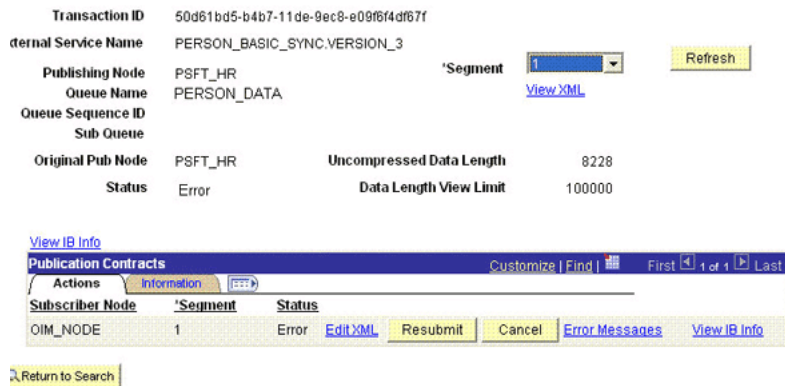 Transaction ID 50d61bd5-b4b7-11de-9ec8-e09f6f4df67f
ternal Service Name PERSON_BASIC_SYNC.VERSION_3
Publishing Node PSFT_HR *Segment 1 Refresh
Queue Name PERSON_DATA View XML
Queue Sequence ID
Sub Queue
Original Pub Node PSFT_HR Uncompressed Data Length 8228
Status Error Data Length View Limit 100000
View IB Info
Publication Contracts Customize | Find | First 1 of 1 Last
Actions Information
Subscriber Node *Segment Status
OIM_NODE 1 Error Edit XML Resubmit Cancel Error Messages View IB Info
Return to Search